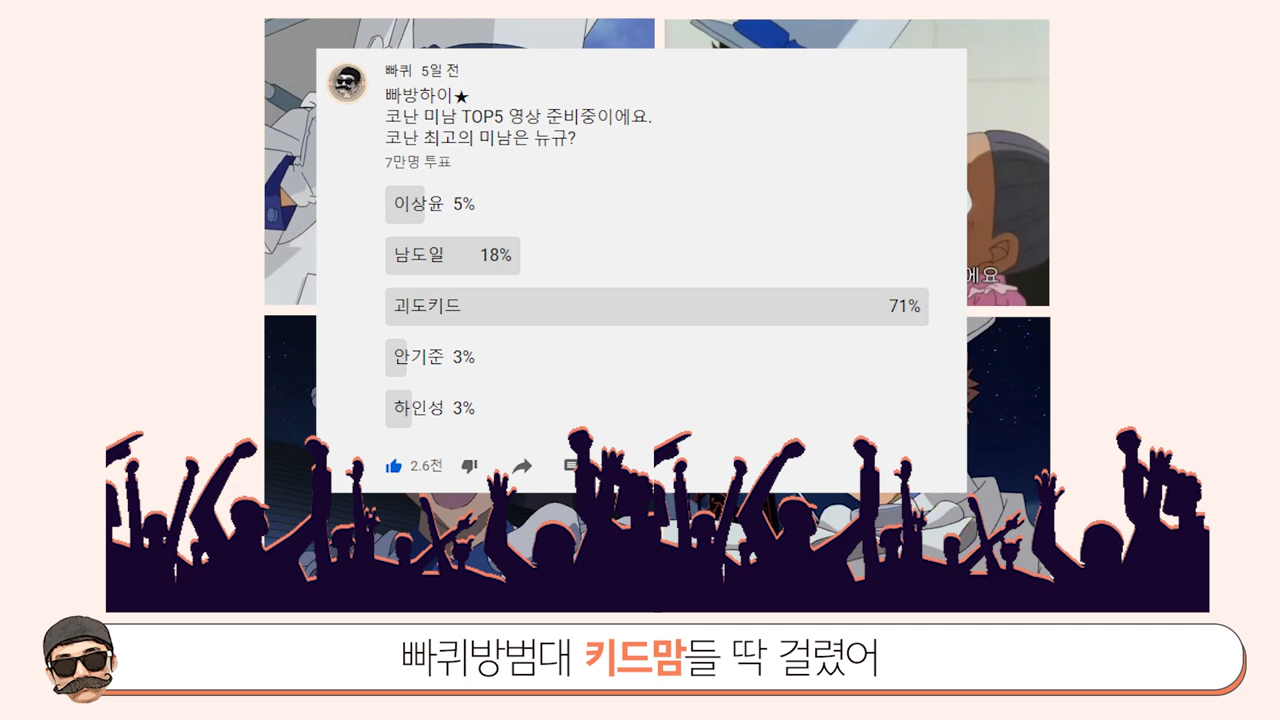 빠퀴 5일 전
빠방하이★
코난 미남 TOP5 영상 준비중이에요.
코난 최고의 미남은 뉴규?
7만명 투표
이상윤 5%
남도일 18%
괴도키드 71%
안기준 3%
하인성 3%
2.6천
에요
빠퀴방범대 키드맘들 딱 걸렸어